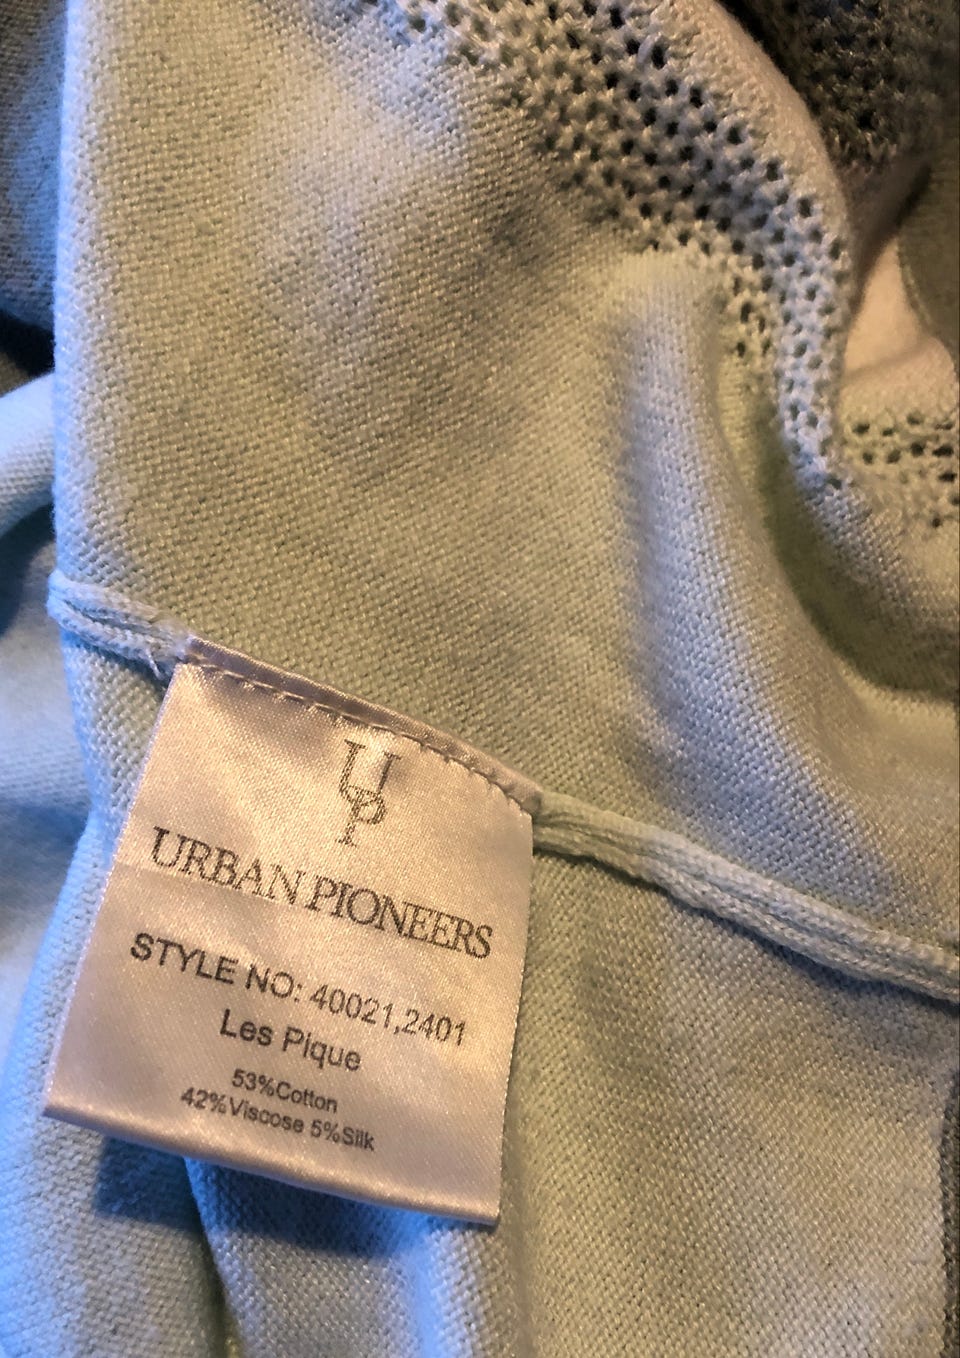 UP
URBAN PIONEERS
STYLE NO: 40021,2401
Les Pique
53%Cotton
42%Viscose 5%Silk